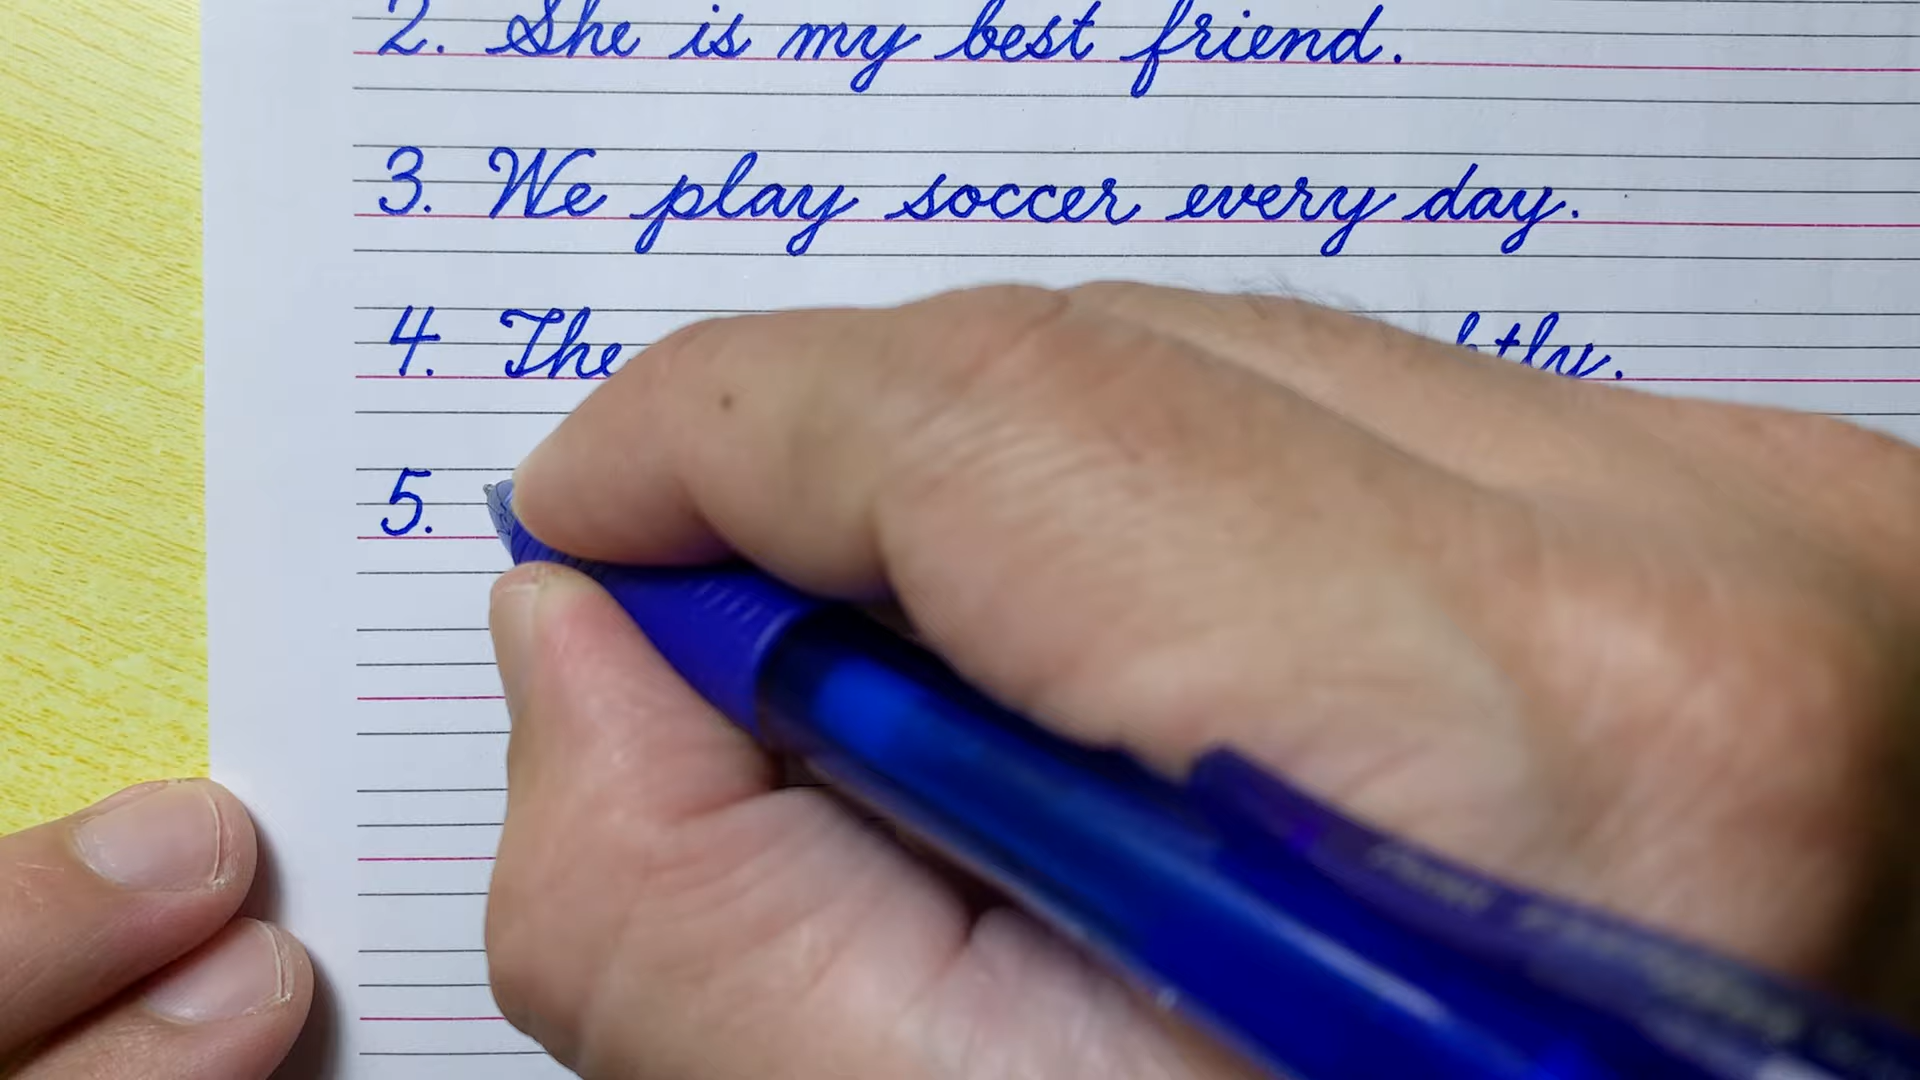 2. She is my best friend.
3. We play soccer every day.
4. The
5.